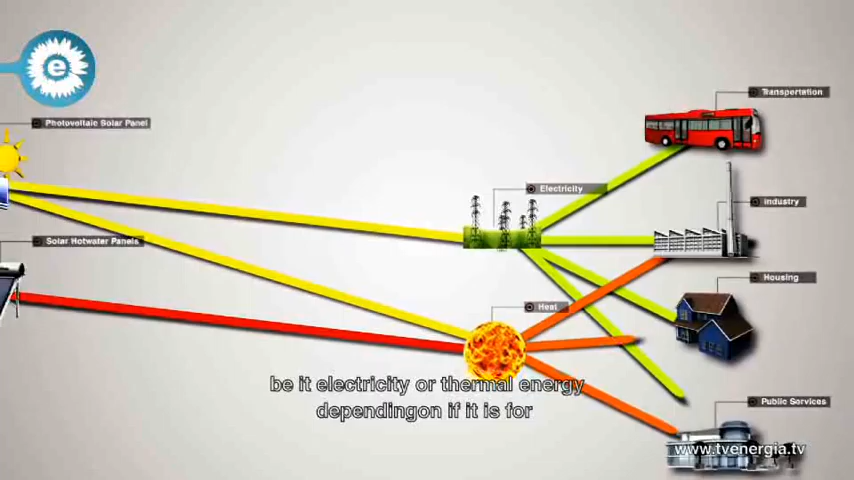 e
Transportation
Photovoltaic Solar Panel
Electricity
Industry
Solar Hotwater Panels
Housing
Heat
be it electricity or thermal energy
dependingon if it is for
Public Services
www.tvenergia.tv